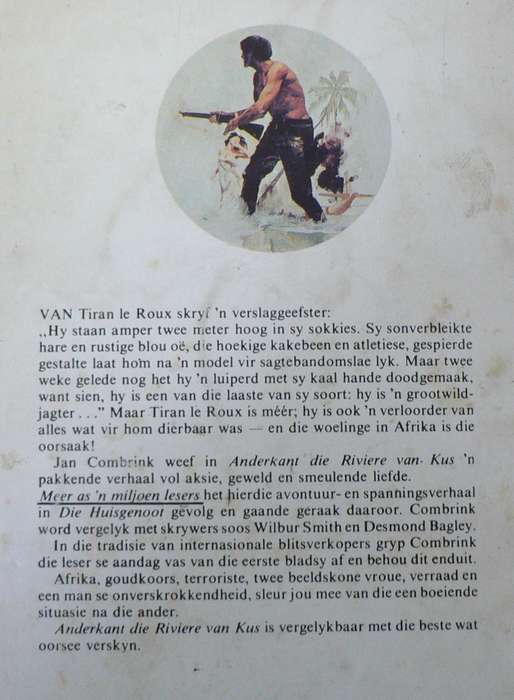 VAN Tiran le Roux skryf 'n verslaggeefster:
„Hy staan amper twee meter hoog in sy sokkies. Sy sonverbleikte
hare en rustige blou oë, die hoekige kakebeen en atletiese, gespierde
gestalte laat hom na 'n model vir sagtebandomslae lyk. Maar twee
weke gelede nog het hy 'n luiperd met sy kaal hande doodgemaak,
want sien, hy is een van die laaste van sy soort: hy is 'n grootwild-
jagter . . .” Maar Tiran le Roux is méér; hy is ook 'n verloorder van
alles wat vir hom dierbaar was — en die woelinge in Afrika is die
oorsaak!
Jan Combrink weef in Anderkant die Riviere van Kus 'n
pakkende verhaal vol aksie, geweld en smeulende liefde.
Meer as 'n miljoen lesers het hierdie avontuur- en spanningsverhaal
in Die Huisgenoot gevolg en gaande geraak daaroor. Combrink
word vergelyk met skrywers soos Wilbur Smith en Desmond Bagley.
In die tradisie van internasionale blitsverkopers gryp Combrink
die leser se aandag vas van die eerste bladsy af en behou dit enduit.
Afrika, goudkoors, terroriste, twee beeldskone vroue, verraad en
een man se onverskrokkendheid, sleur jou mee van die een boeiende
situasie na die ander.
Anderkant die Riviere van Kus is vergelykbaar met die beste wat
oorsee verskyn.